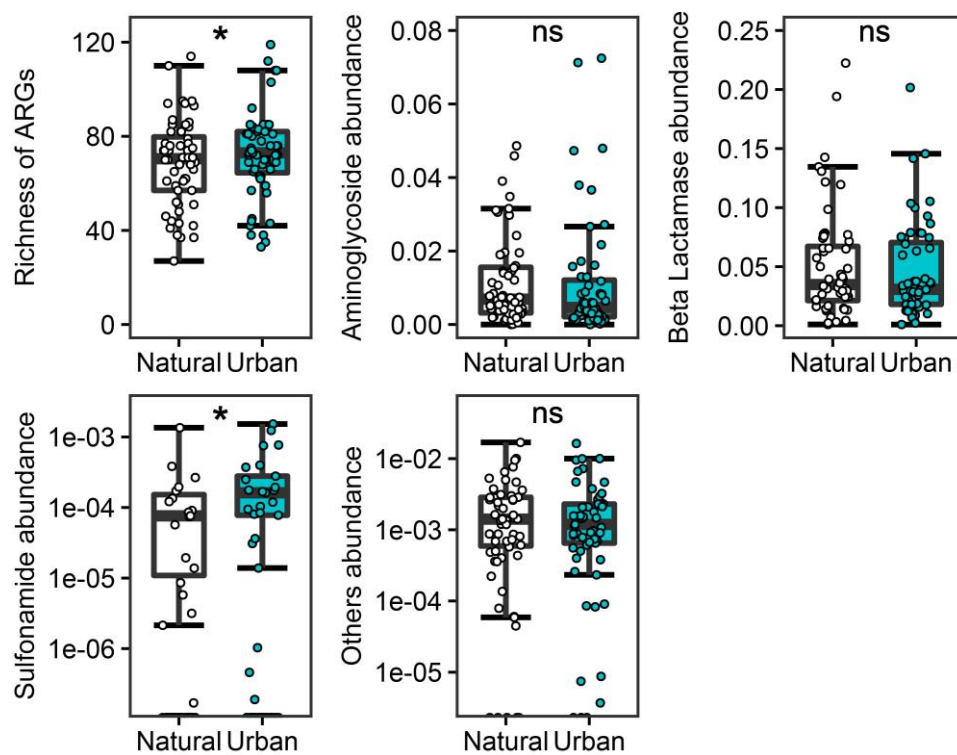 Richness of ARGs
120
80
40
0
*
Natural Urban
Aminoglycoside abundance
0.08
0.06
0.04
0.02
0.00
ns
Natural Urban
Beta Lactamase abundance
0.25
0.20
0.15
0.10
0.05
0.00
ns
Natural Urban
Sulfonamide abundance
1e-03
1e-04
1e-05
1e-06
*
Natural Urban
Others abundance
1e-02
1e-03
1e-04
1e-05
ns
Natural Urban